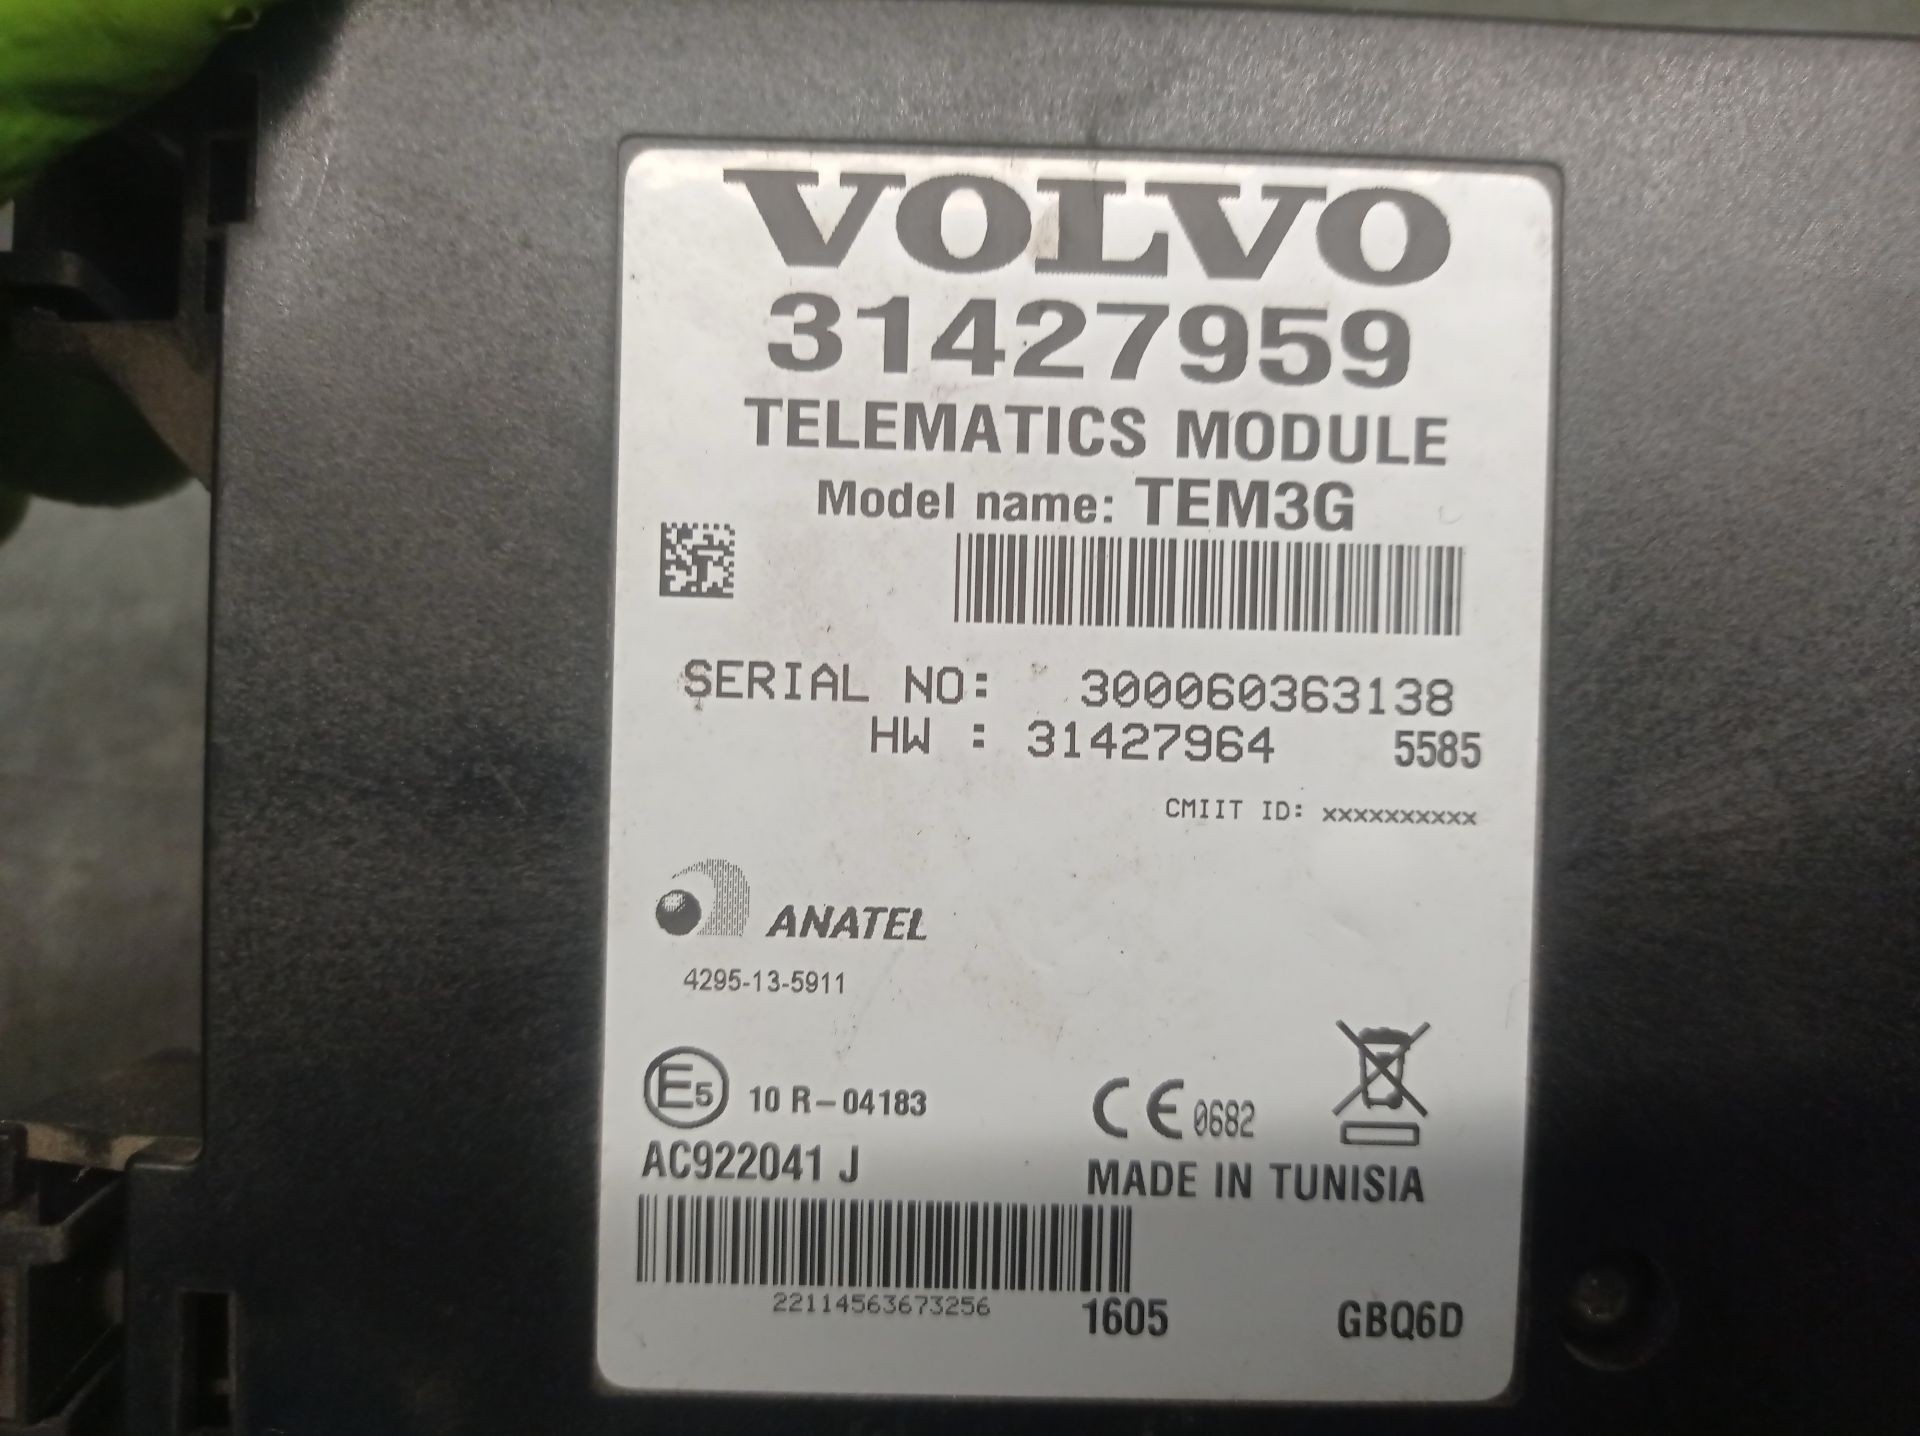 VOLVO
31427959
TELEMATICS MODULE
Model name: TEM3G
SERIAL NO: 300060363138
HW : 31427964 5585
CMIIT ID: xxxxxxxxxx
ANATEL
4295-13-5911
E5 10 R-04183
CE 0682
AC922041 J
MADE IN TUNISIA
22114563673256
1605
GBQ6D